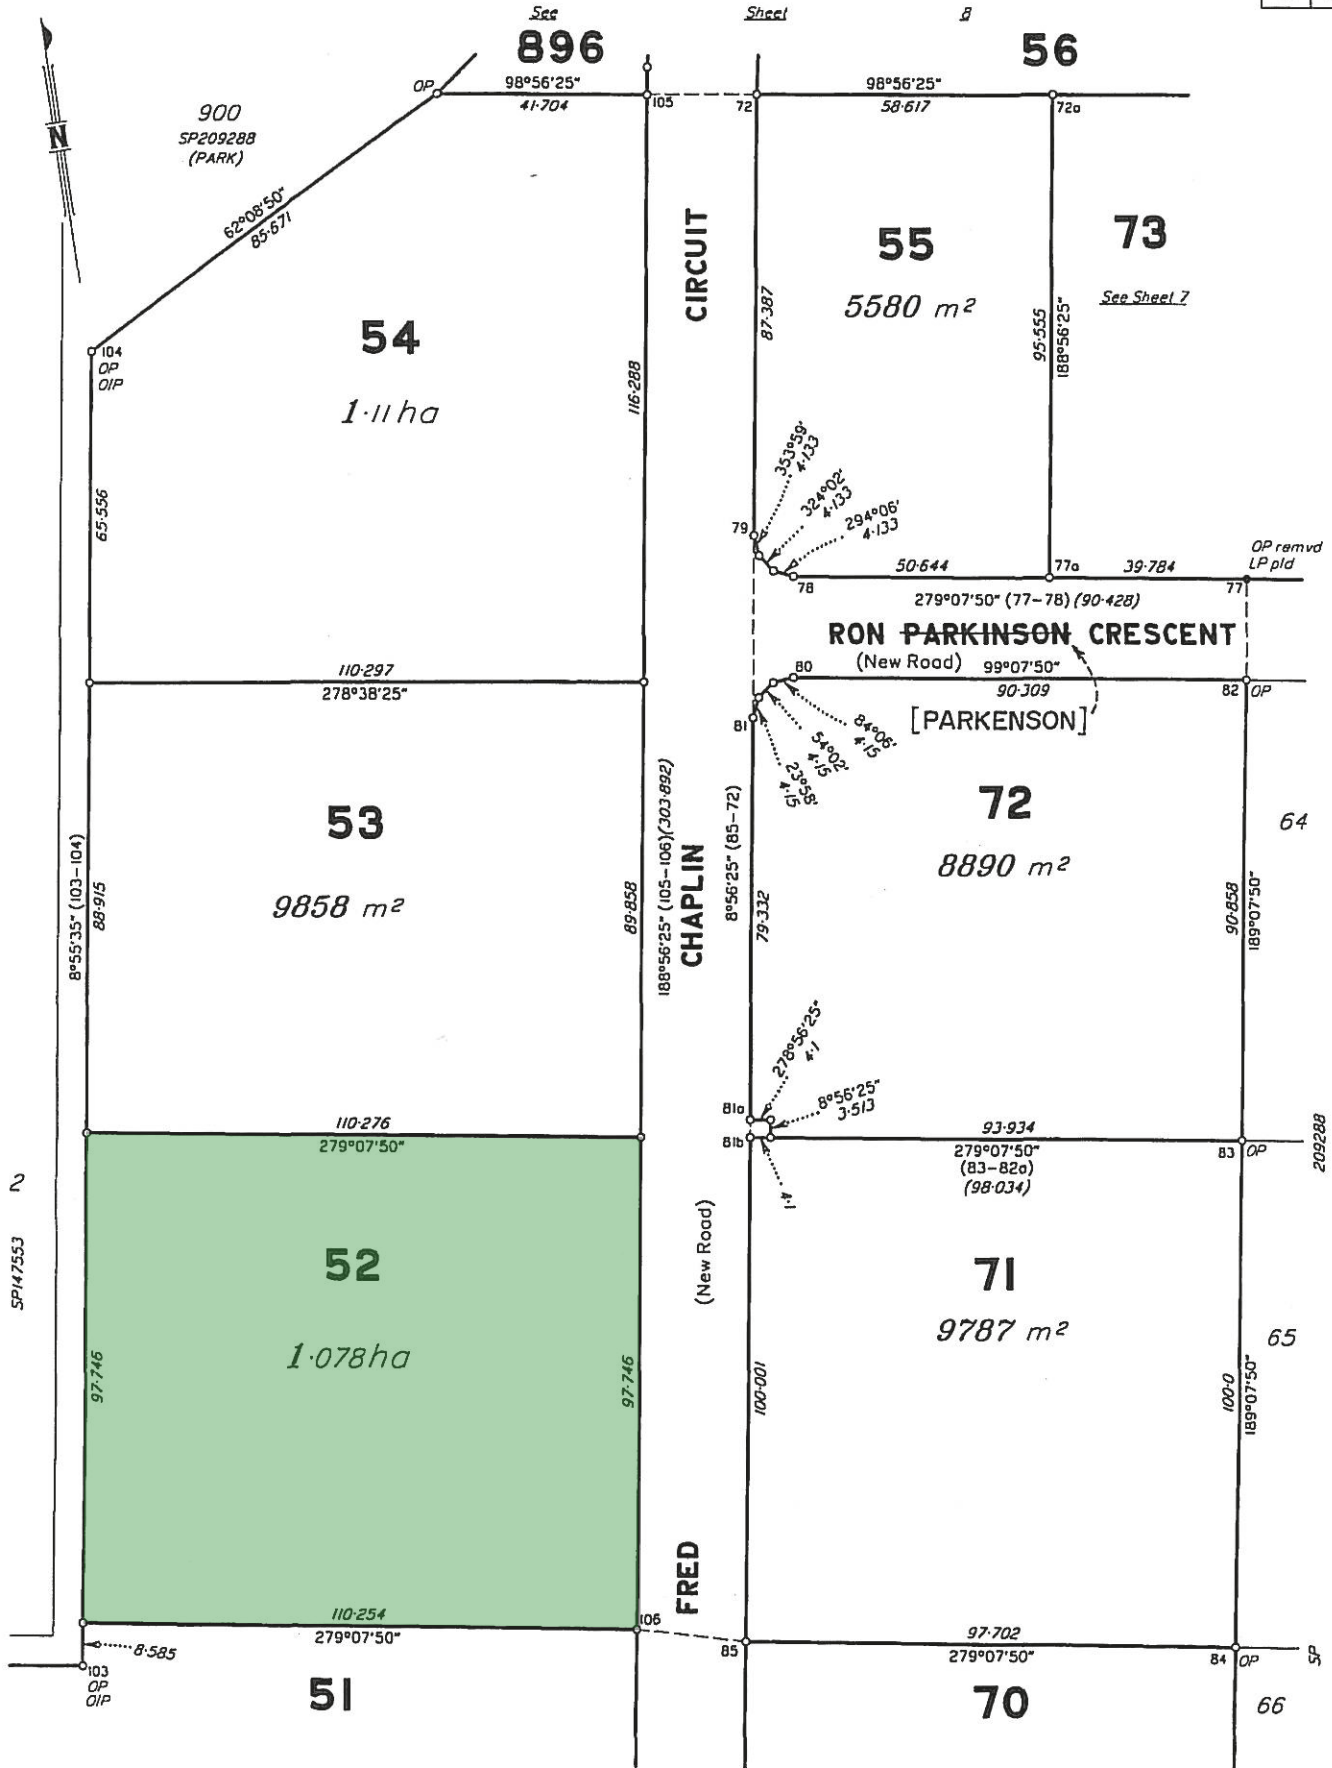 See
Sheet
8
896
56
OP
98°56'25"
41·704
105
72
98°56'25"
58·617
72a
900
SP209288
(PARK)
N
62°08'50"
85·671
CIRCUIT
55
5580 m²
73
See Sheet 7
87·387
95·555
188°56'25"
54
1·11 ha
104
OP
OIP
116·288
65·556
353°59'
4·133
324°02'
4·133
294°06'
4·133
79
78
50·644
77a
39·784
OP remvd
LP pld
77
279°07'50" (77-78) (90·428)
RON PARKINSON CRESCENT
(New Road)
80
99°07'50"
90·309
82
OP
[PARKENSON]
110·297
278°38'25"
81
84°06'
4·15
54°02'
4·15
23°58'
4·15
53
9858 m²
8°55'35" (103-104)
88·915
89·858
188°56'25" (105-106)(303·892)
CHAPLIN
8°56'25" (85-72)
79·332
72
8890 m²
64
90·858
189°07'50"
278°56'25"
4·1
8°56'25"
3·513
81a
81b
4·1
93·934
279°07'50"
(83-82a)
(98·034)
83
OP
209288
110·276
279°07'50"
2
SP147553
52
1·078 ha
97·746
97·746
(New Road)
71
9787 m²
65
100·001
100·0
189°07'50"
FRED
110·254
279°07'50"
106
8·585
103
OP
OIP
51
85
97·702
279°07'50"
84
OP
SP
70
66